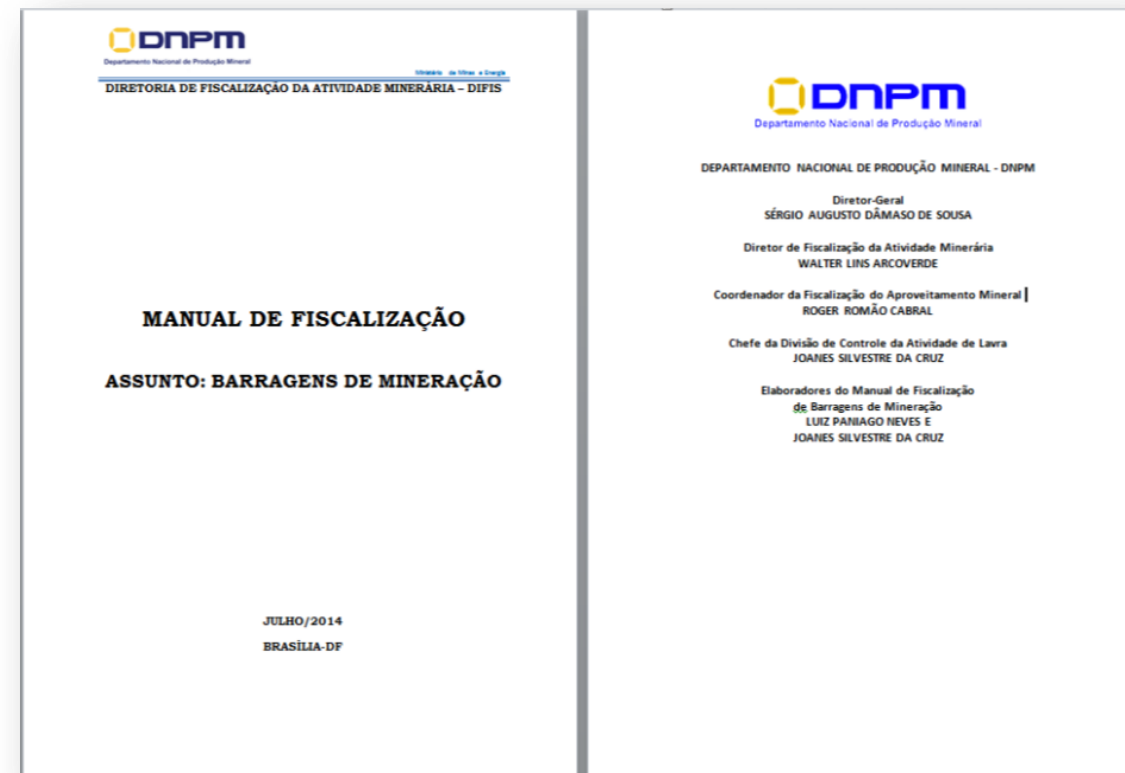 DNPM
Departamento Nacional de Produção Mineral
Ministério de Minas e Energia
DIRETORIA DE FISCALIZAÇÃO DA ATIVIDADE MINERÁRIA – DIFIS
MANUAL DE FISCALIZAÇÃO
ASSUNTO: BARRAGENS DE MINERAÇÃO
JULHO/2014
BRASÍLIA-DF
DNPM
Departamento Nacional de Produção Mineral
DEPARTAMENTO NACIONAL DE PRODUÇÃO MINERAL - DNPM
Diretor-Geral
SÉRGIO AUGUSTO DÂMASO DE SOUSA
Diretor de Fiscalização da Atividade Minerária
WALTER LINS ARCOVERDE
Coordenador da Fiscalização do Aproveitamento Mineral
ROGER ROMÃO CABRAL
Chefe da Divisão de Controle da Atividade de Lavra
JOANES SILVESTRE DA CRUZ
Elaboradores do Manual de Fiscalização
de Barragens de Mineração
LUIZ PANIAGO NEVES E
JOANES SILVESTRE DA CRUZ